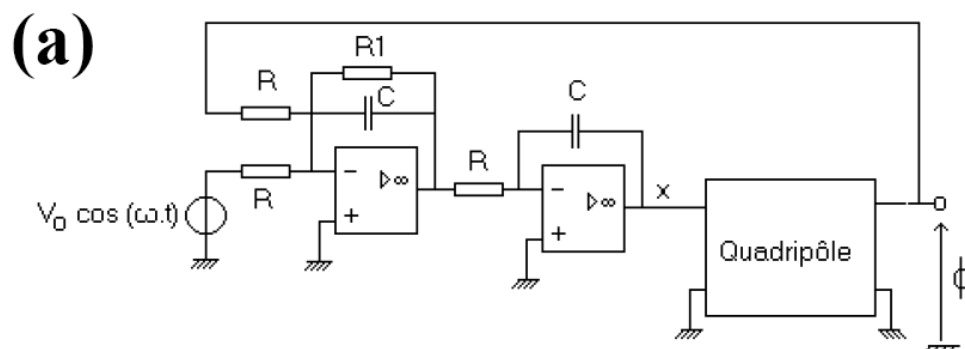 (a)
R1
R
C
C
R
R
R
V₀ cos (ω.t)
- ▷∞
+
- ▷∞
+
x
Quadripôle
ϕ